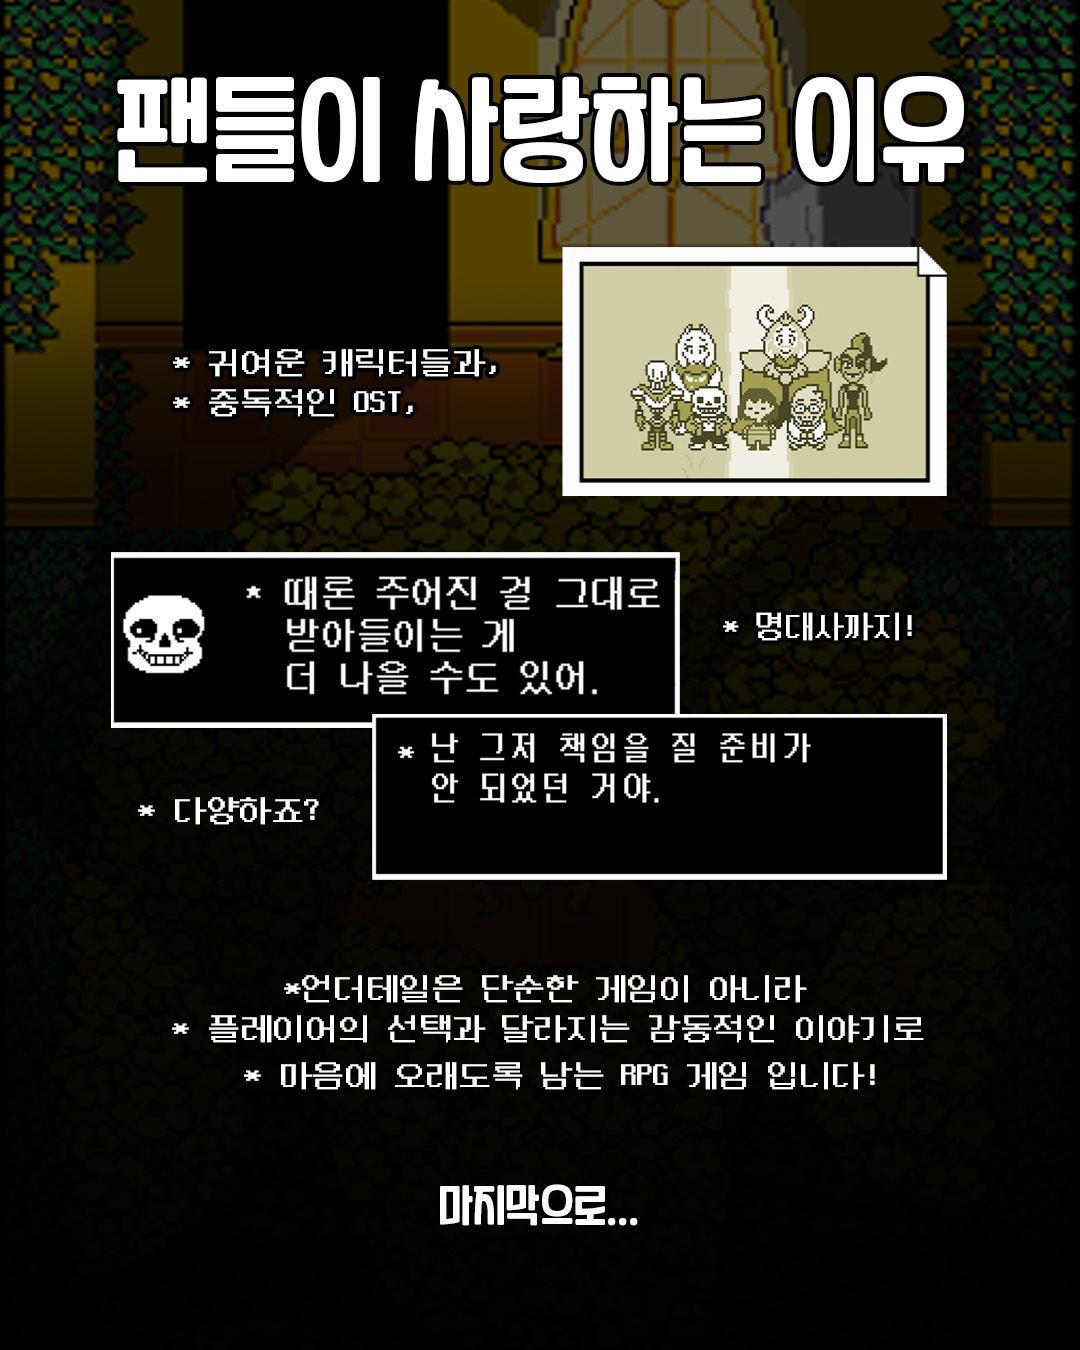 팬들이 사랑하는 이유
* 귀여운 캐릭터들과,
* 중독적인 OST,
* 때론 주어진 걸 그대로
받아들이는 게
더 나을 수도 있어.
* 명대사까지!
* 난 그저 책임을 질 준비가
안 되었던 거야.
* 다양하죠?
*언더테일은 단순한 게임이 아니라
* 플레이어의 선택과 달라지는 감동적인 이야기로
* 마음에 오래도록 남는 RPG 게임 입니다!
마지막으로...